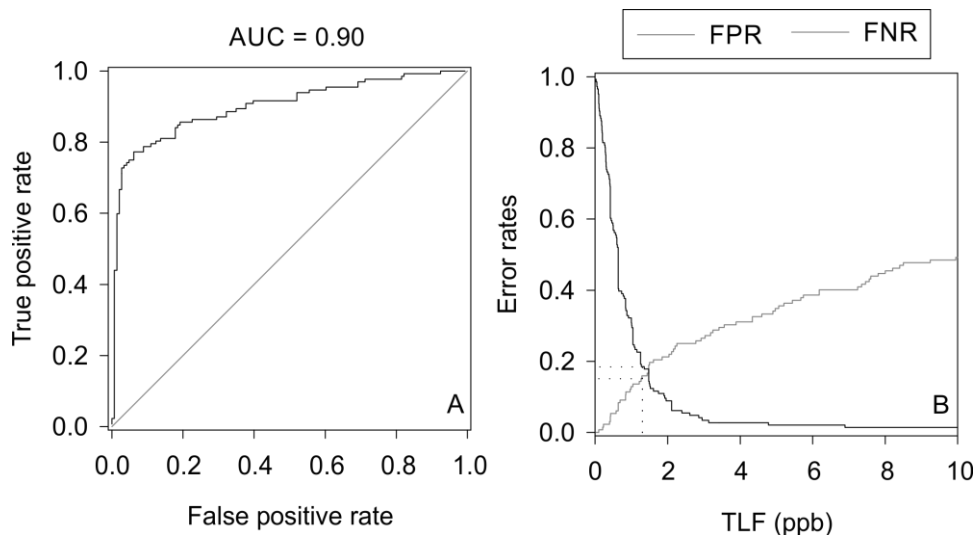 AUC = 0.90
True positive rate
1.0
0.8
0.6
0.4
0.2
0.0
A
0.0 0.2 0.4 0.6 0.8 1.0
False positive rate
FPR FNR
Error rates
1.0
0.8
0.6
0.4
0.2
0.0
B
0 2 4 6 8 10
TLF (ppb)